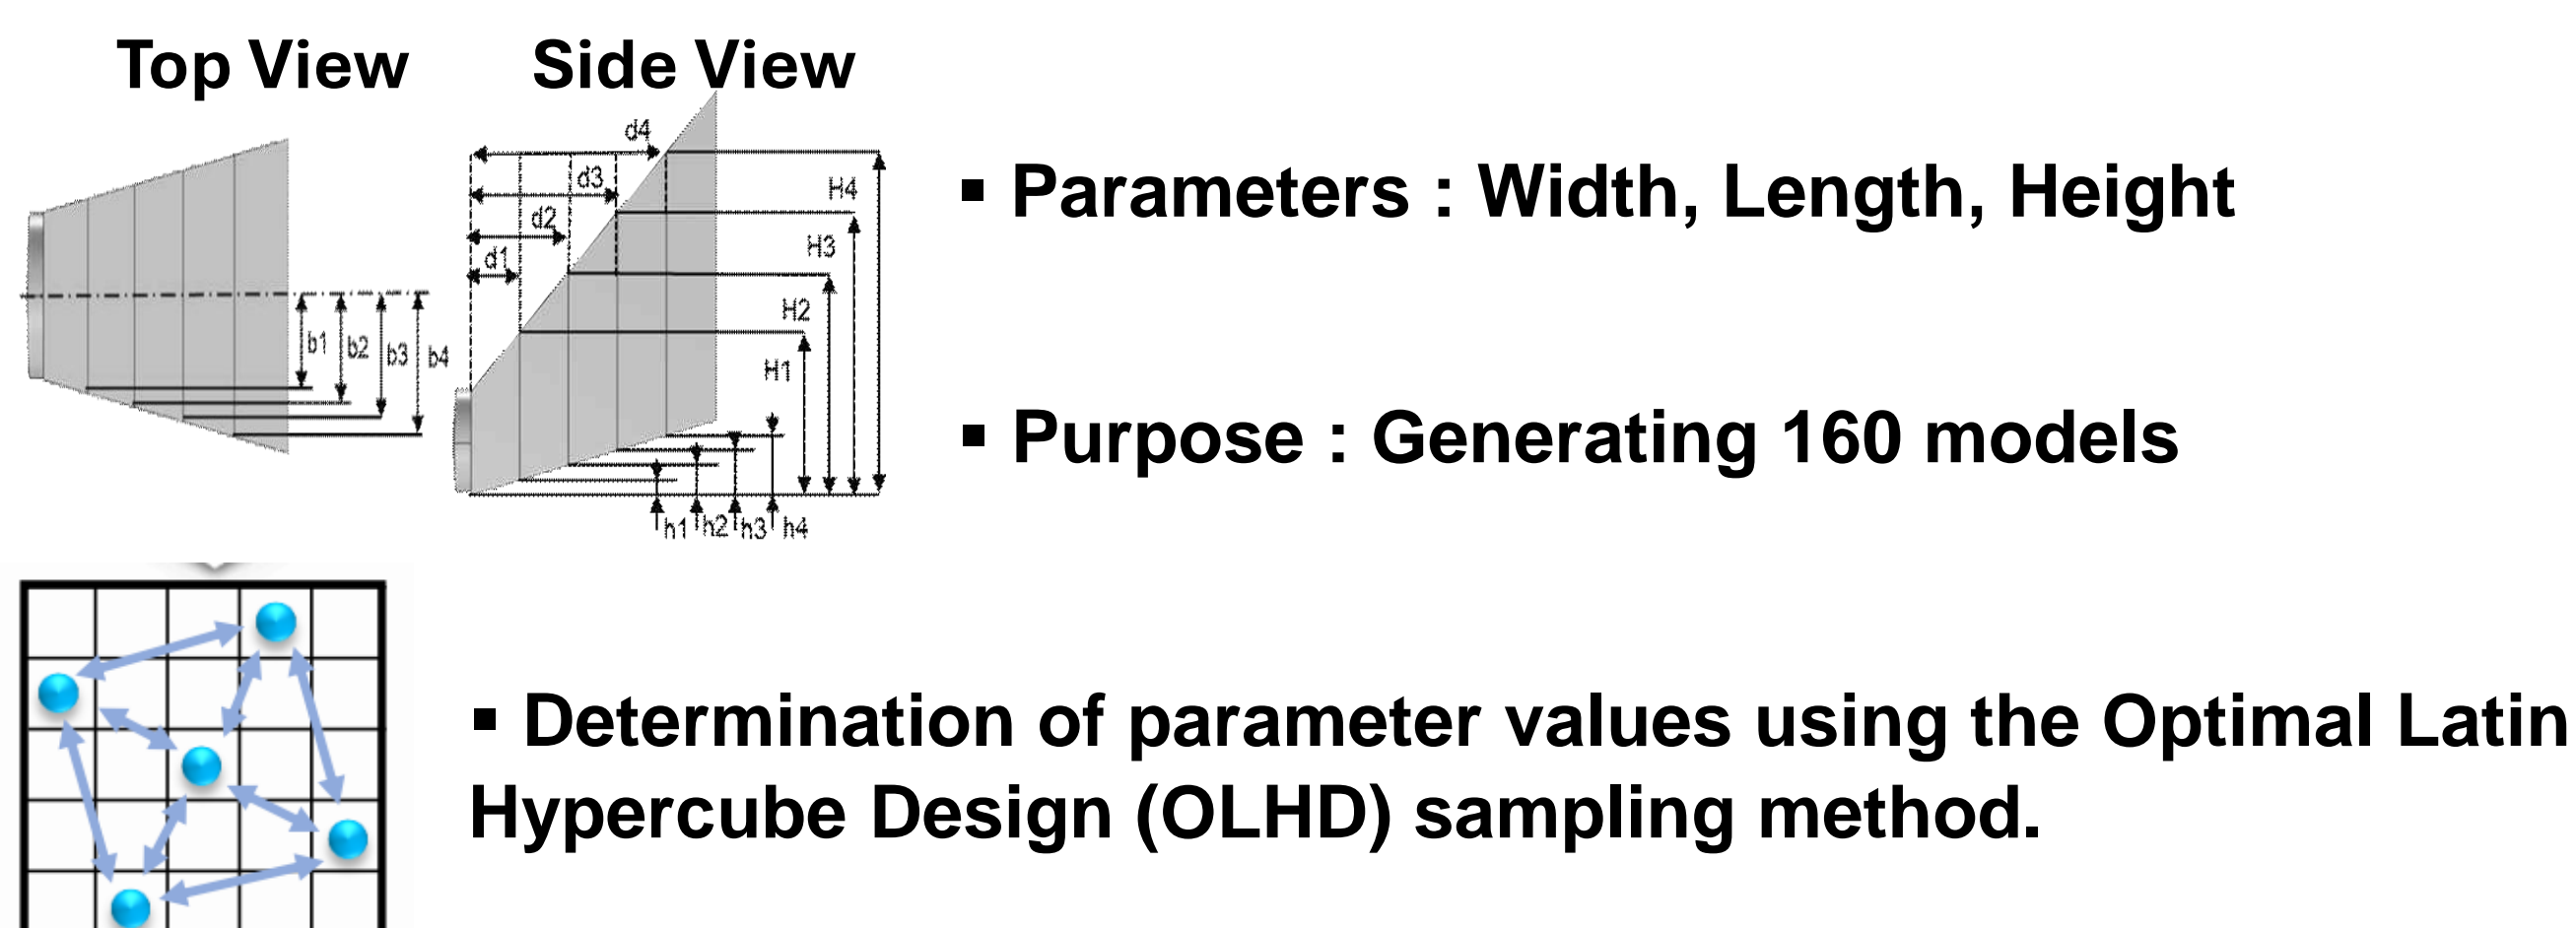 Top View
Side View
d4
d3
d2
d1
H4
H3
H2
H1
b1
b2
b3
b4
h1
h2
h3
h4
▪ Parameters : Width, Length, Height
▪ Purpose : Generating 160 models
▪ Determination of parameter values using the Optimal Latin
Hypercube Design (OLHD) sampling method.